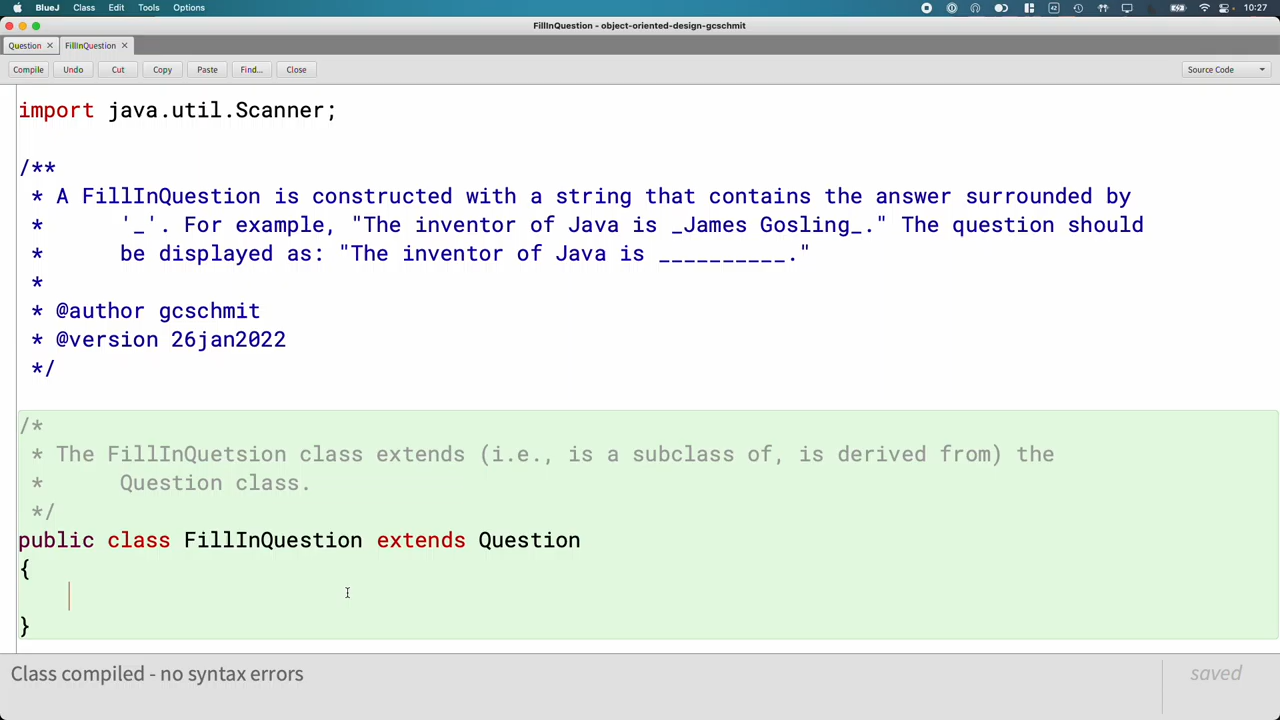 BlueJ Class Edit Tools Options 10:27
FillInQuestion - object-oriented-design-gcschmit
Question × FillInQuestion ×
Compile Undo Cut Copy Paste Find... Close Source Code
import java.util.Scanner;
/**
* A FillInQuestion is constructed with a string that contains the answer surrounded by
* '_'. For example, "The inventor of Java is _James Gosling_." The question should
* be displayed as: "The inventor of Java is __________."
*
* @author gcschmit
* @version 26jan2022
*/
/*
* The FillInQuetsion class extends (i.e., is a subclass of, is derived from) the
* Question class.
*/
public class FillInQuestion extends Question
{
}
Class compiled - no syntax errors saved